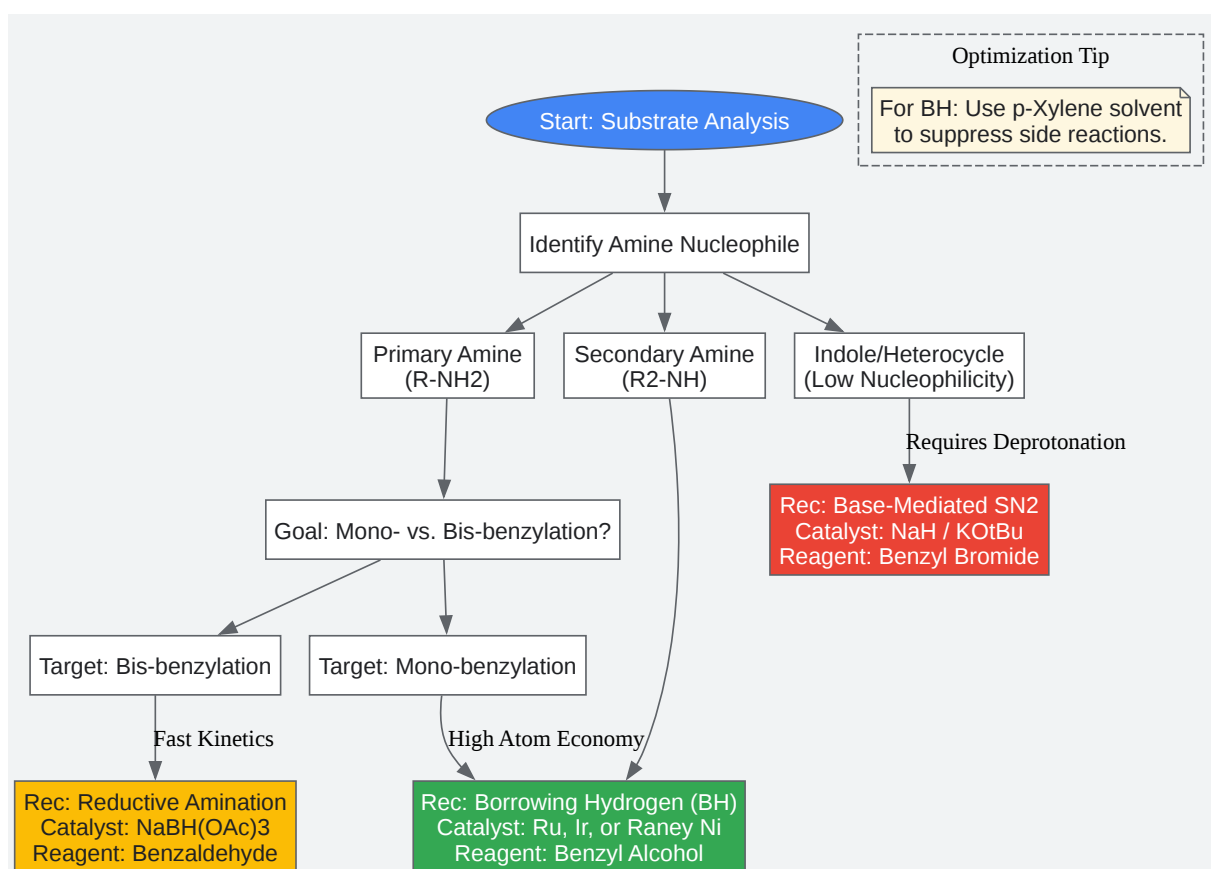 Optimization Tip
For BH: Use p-Xylene solvent
to suppress side reactions.
Start: Substrate Analysis
Identify Amine Nucleophile
Primary Amine
(R-NH2)
Secondary Amine
(R2-NH)
Indole/Heterocycle
(Low Nucleophilicity)
Requires Deprotonation
Rec: Base-Mediated SN2
Catalyst: NaH / KOtBu
Reagent: Benzyl Bromide
Goal: Mono- vs. Bis-benzylation?
Target: Bis-benzylation
Target: Mono-benzylation
Fast Kinetics
High Atom Economy
Rec: Reductive Amination
Catalyst: NaBH(OAc)3
Reagent: Benzaldehyde
Rec: Borrowing Hydrogen (BH)
Catalyst: Ru, Ir, or Raney Ni
Reagent: Benzyl Alcohol